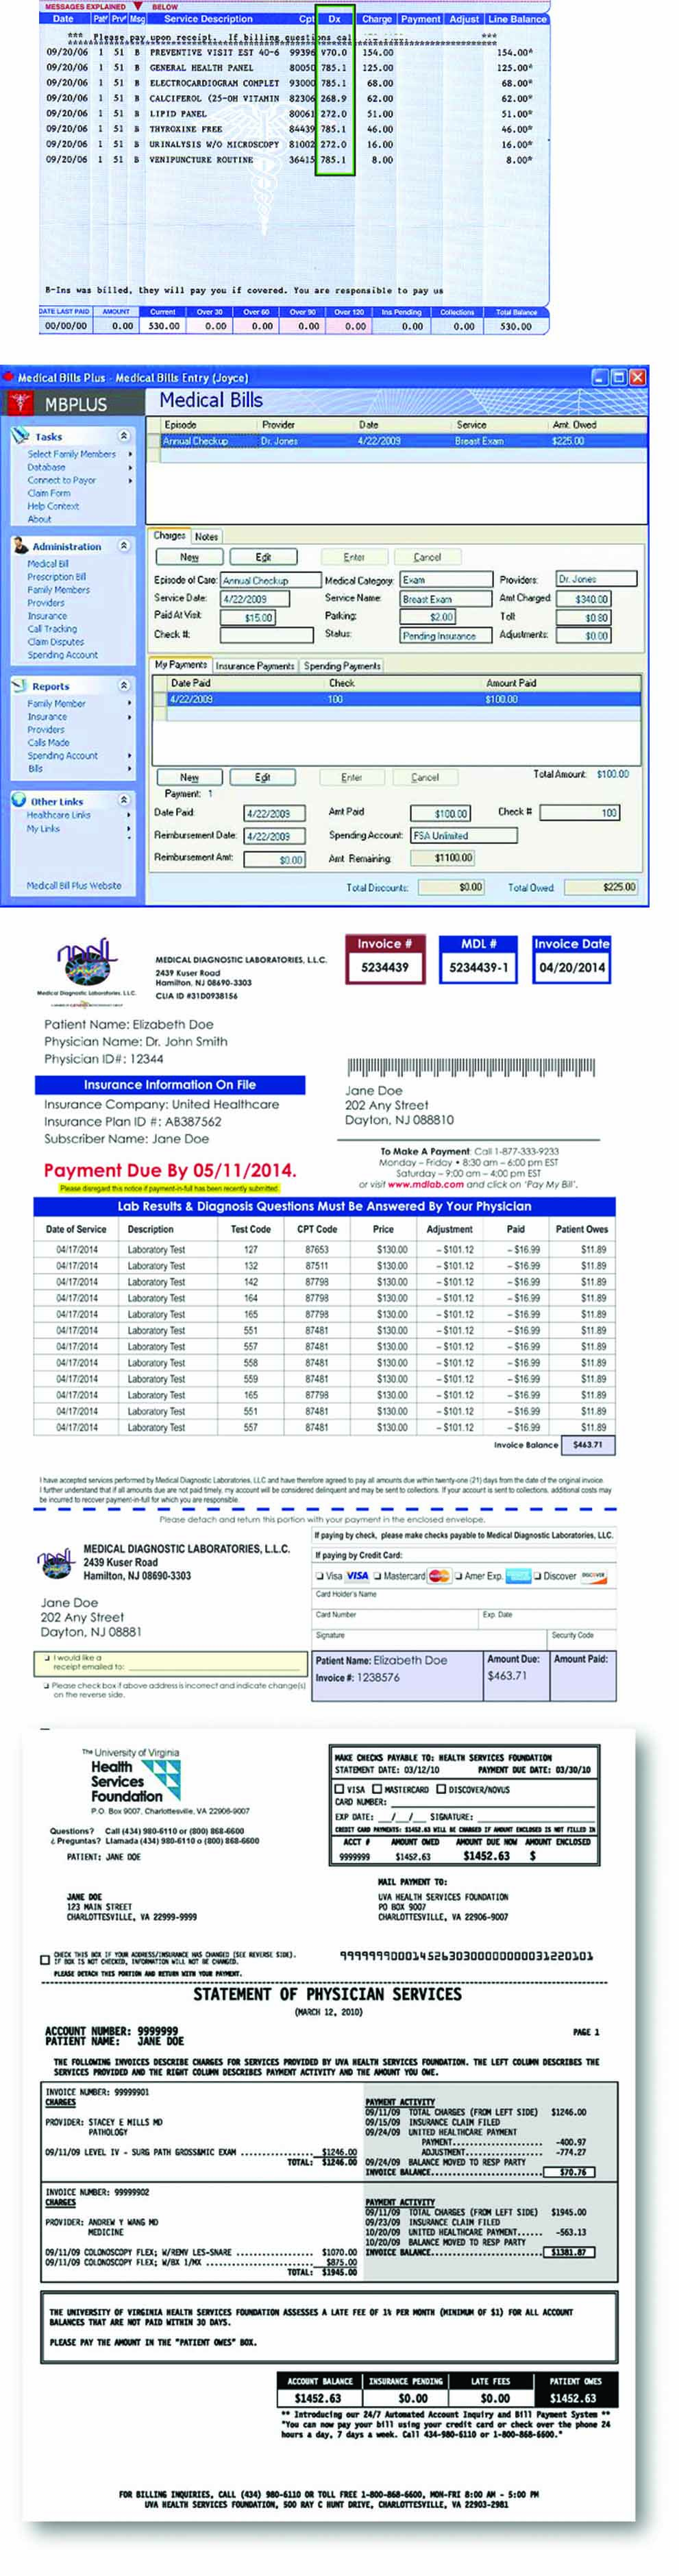 MESSAGES EXPLAINED BELOW
Date Pat# Prv# Msg Service Description Cpt Dx Charge Payment Adjust Line Balance
*** Please pay upon receipt. If billing questions cal ***
09/20/06 1 51 B PREVENTIVE VISIT EST 40-6 99396 V70.0 154.00 154.00*
09/20/06 1 51 B GENERAL HEALTH PANEL 80050 785.1 125.00 125.00*
09/20/06 1 51 B ELECTROCARDIOGRAM COMPLET 93000 785.1 68.00 68.00*
09/20/06 1 51 B CALCIFEROL (25-OH VITAMIN 82306 268.9 62.00 62.00*
09/20/06 1 51 B LIPID PANEL 80061 272.0 51.00 51.00*
09/20/06 1 51 B THYROXINE FREE 84439 785.1 46.00 46.00*
09/20/06 1 51 B URINALYSIS W/O MICROSCOPY 81002 272.0 16.00 16.00*
09/20/06 1 51 B VENIPUNCTURE ROUTINE 36415 785.1 8.00 8.00*
B-Ins was billed, they will pay you if covered. You are responsible to pay us
DATE LAST PAID AMOUNT Current Over 30 Over 60 Over 90 Over 120 Ins Pending Collections Total Balance
00/00/00 0.00 530.00 0.00 0.00 0.00 0.00 0.00 0.00 530.00
Medical Bills Plus - Medical Bills Entry (Joyce)
MBPLUS Medical Bills
Tasks
Select Family Members
Database
Connect to Payor
Claim Form
Help Context
About
Administration
Medical Bill
Prescription Bill
Family Members
Providers
Insurance
Call Tracking
Claim Disputes
Spending Account
Reports
Family Member
Insurance
Providers
Calls Made
Spending Account
Bills
Other Links
Healthcare Links
My Links
Medical Bill Plus Website
Episode Provider Date Service Amt. Owed
Annual Checkup Dr. Jones 4/22/2009 Breast Exam $225.00
Charges Notes
New Edit Enter Cancel
Episode of Care: Annual Checkup Medical Category: Exam Providers: Dr. Jones
Service Date: 4/22/2009 Service Name: Breast Exam Amt Charged: $340.00
Paid At Visit: $15.00 Parking: $2.00 Toll: $0.80
Check #: Status: Pending Insurance Adjustments: $0.00
My Payments Insurance Payments Spending Payments
Date Paid Check Amount Paid
4/22/2009 100 $100.00
New Edit Enter Cancel Total Amount: $100.00
Payment: 1
Date Paid: 4/22/2009 Amt Paid $100.00 Check # 100
Reimbursement Date: 4/22/2009 Spending Account: FSA Unlimited
Reimbursement Amt: $0.00 Amt Remaining: $1100.00
Total Discounts: $0.00 Total Owed: $225.00
mdl
Medical Diagnostic Laboratories, L.L.C.
MEDICAL DIAGNOSTIC LABORATORIES, L.L.C.
2439 Kuser Road
Hamilton, NJ 08690-3303
CLIA ID #31D0938156
Invoice # MDL # Invoice Date
5234439 5234439-1 04/20/2014
Patient Name: Elizabeth Doe
Physician Name: Dr. John Smith
Physician ID#: 12344
Insurance Information On File
Insurance Company: United Healthcare
Insurance Plan ID #: AB387562
Subscriber Name: Jane Doe
Jane Doe
202 Any Street
Dayton, NJ 088810
Payment Due By 05/11/2014.
Please disregard this notice if payment-in-full has been recently submitted.
To Make A Payment: Call 1-877-333-9233
Monday – Friday • 8:30 am – 6:00 pm EST
Saturday – 9:00 am – 4:00 pm EST
or visit www.mdlab.com and click on 'Pay My Bill'.
Lab Results & Diagnosis Questions Must Be Answered By Your Physician
Date of Service Description Test Code CPT Code Price Adjustment Paid Patient Owes
04/17/2014 Laboratory Test 127 87653 $130.00 – $101.12 – $16.99 $11.89
04/17/2014 Laboratory Test 132 87511 $130.00 – $101.12 – $16.99 $11.89
04/17/2014 Laboratory Test 142 87798 $130.00 – $101.12 – $16.99 $11.89
04/17/2014 Laboratory Test 164 87798 $130.00 – $101.12 – $16.99 $11.89
04/17/2014 Laboratory Test 165 87798 $130.00 – $101.12 – $16.99 $11.89
04/17/2014 Laboratory Test 551 87481 $130.00 – $101.12 – $16.99 $11.89
04/17/2014 Laboratory Test 557 87481 $130.00 – $101.12 – $16.99 $11.89
04/17/2014 Laboratory Test 558 87481 $130.00 – $101.12 – $16.99 $11.89
04/17/2014 Laboratory Test 559 87481 $130.00 – $101.12 – $16.99 $11.89
04/17/2014 Laboratory Test 165 87798 $130.00 – $101.12 – $16.99 $11.89
04/17/2014 Laboratory Test 551 87481 $130.00 – $101.12 – $16.99 $11.89
04/17/2014 Laboratory Test 557 87481 $130.00 – $101.12 – $16.99 $11.89
Invoice Balance $463.71
I have accepted services performed by Medical Diagnostic Laboratories, LLC and have therefore agreed to pay all amounts due within twenty-one (21) days from the date of the original invoice.
I further understand that if all amounts due are not paid timely, my account will be considered delinquent and may be sent to collections. If your account is sent to collections, additional costs may
be incurred to recover payment-in-full for which you are responsible.
Please detach and return this portion with your payment in the enclosed envelope.
mdl
MEDICAL DIAGNOSTIC LABORATORIES, L.L.C.
2439 Kuser Road
Hamilton, NJ 08690-3303
Jane Doe
202 Any Street
Dayton, NJ 08881
I would like a
receipt emailed to:
Please check box if above address is incorrect and indicate change(s)
on the reverse side.
If paying by check, please make checks payable to Medical Diagnostic Laboratories, LLC.
If paying by Credit Card:
Visa VISA Mastercard Amer Exp. Discover DISCOVER
Card Holder's Name
Card Number Exp. Date
Signature Security Code
Patient Name: Elizabeth Doe Amount Due: Amount Paid:
Invoice #: 1238576 $463.71
The University of Virginia
Health
Services
Foundation
P.O. Box 9007, Charlottesville, VA 22906-9007
Questions? Call (434) 980-6110 or (800) 868-6600
¿ Preguntas? Llamada (434) 980-6110 o (800) 868-6600
PATIENT: JANE DOE
MAKE CHECKS PAYABLE TO: HEALTH SERVICES FOUNDATION
STATEMENT DATE: 03/12/10 PAYMENT DUE DATE: 03/30/10
VISA MASTERCARD DISCOVER/NOVUS
CARD NUMBER:
EXP DATE: __/__/__ SIGNATURE:
CREDIT CARD PAYMENTS: $1452.63 WILL BE CHARGED IF AMOUNT ENCLOSED IS NOT FILLED IN
ACCT # AMOUNT OWED AMOUNT DUE NOW AMOUNT ENCLOSED
9999999 $1452.63 $1452.63 $
JANE DOE
123 MAIN STREET
CHARLOTTESVILLE, VA 22999-9999
MAIL PAYMENT TO:
UVA HEALTH SERVICES FOUNDATION
PO BOX 9007
CHARLOTTESVILLE, VA 22906-9007
CHECK THIS BOX IF YOUR ADDRESS/INSURANCE HAS CHANGED (SEE REVERSE SIDE).
IF BOX IS NOT CHECKED, INFORMATION WILL NOT BE CHANGED.
PLEASE DETACH THIS PORTION AND RETURN WITH YOUR PAYMENT.
STATEMENT OF PHYSICIAN SERVICES
(MARCH 12, 2010)
ACCOUNT NUMBER: 9999999 PAGE 1
PATIENT NAME: JANE DOE
THE FOLLOWING INVOICES DESCRIBE CHARGES FOR SERVICES PROVIDED BY UVA HEALTH SERVICES FOUNDATION. THE LEFT COLUMN DESCRIBES THE
SERVICES PROVIDED AND THE RIGHT COLUMN DESCRIBES PAYMENT ACTIVITY AND THE AMOUNT YOU OWE.
INVOICE NUMBER: 99999901
CHARGES
PROVIDER: STACEY E MILLS MD
PATHOLOGY
09/11/09 LEVEL IV - SURG PATH GROSS&MIC EXAM ........ $1246.00
TOTAL: $1246.00
PAYMENT ACTIVITY
09/11/09 TOTAL CHARGES (FROM LEFT SIDE) $1246.00
09/15/09 INSURANCE CLAIM FILED
09/24/09 UNITED HEALTHCARE PAYMENT
PAYMENT........ -400.97
ADJUSTMENT........ -774.27
09/24/09 BALANCE MOVED TO RESP PARTY
INVOICE BALANCE........ $70.76
INVOICE NUMBER: 99999902
CHARGES
PROVIDER: ANDREW Y WANG MD
MEDICINE
09/11/09 COLONOSCOPY FLEX; W/REMV LES-SNARE ........ $1070.00
09/11/09 COLONOSCOPY FLEX; W/BX 1/MX ........ $875.00
TOTAL: $1945.00
PAYMENT ACTIVITY
09/11/09 TOTAL CHARGES (FROM LEFT SIDE) $1945.00
09/23/09 INSURANCE CLAIM FILED
10/20/09 UNITED HEALTHCARE PAYMENT...... -563.13
10/20/09 BALANCE MOVED TO RESP PARTY
INVOICE BALANCE........ $1381.87
THE UNIVERSITY OF VIRGINIA HEALTH SERVICES FOUNDATION ASSESSES A LATE FEE OF 1% PER MONTH (MINIMUM OF $1) FOR ALL ACCOUNT
BALANCES THAT ARE NOT PAID WITHIN 30 DAYS.
PLEASE PAY THE AMOUNT IN THE "PATIENT OWES" BOX.
ACCOUNT BALANCE INSURANCE PENDING LATE FEES PATIENT OWES
$1452.63 $0.00 $0.00 $1452.63
** Introducing our 24/7 Automated Account Inquiry and Bill Payment System **
"You can now pay your bill using your credit card or check over the phone 24
hours a day, 7 days a week. Call 434-980-6110 or 1-800-868-6600."
FOR BILLING INQUIRIES, CALL (434) 980-6110 OR TOLL FREE 1-800-868-6600, MON-FRI 8:00 AM - 5:00 PM
UVA HEALTH SERVICES FOUNDATION, 500 RAY C HUNT DRIVE, CHARLOTTESVILLE, VA 22903-2981